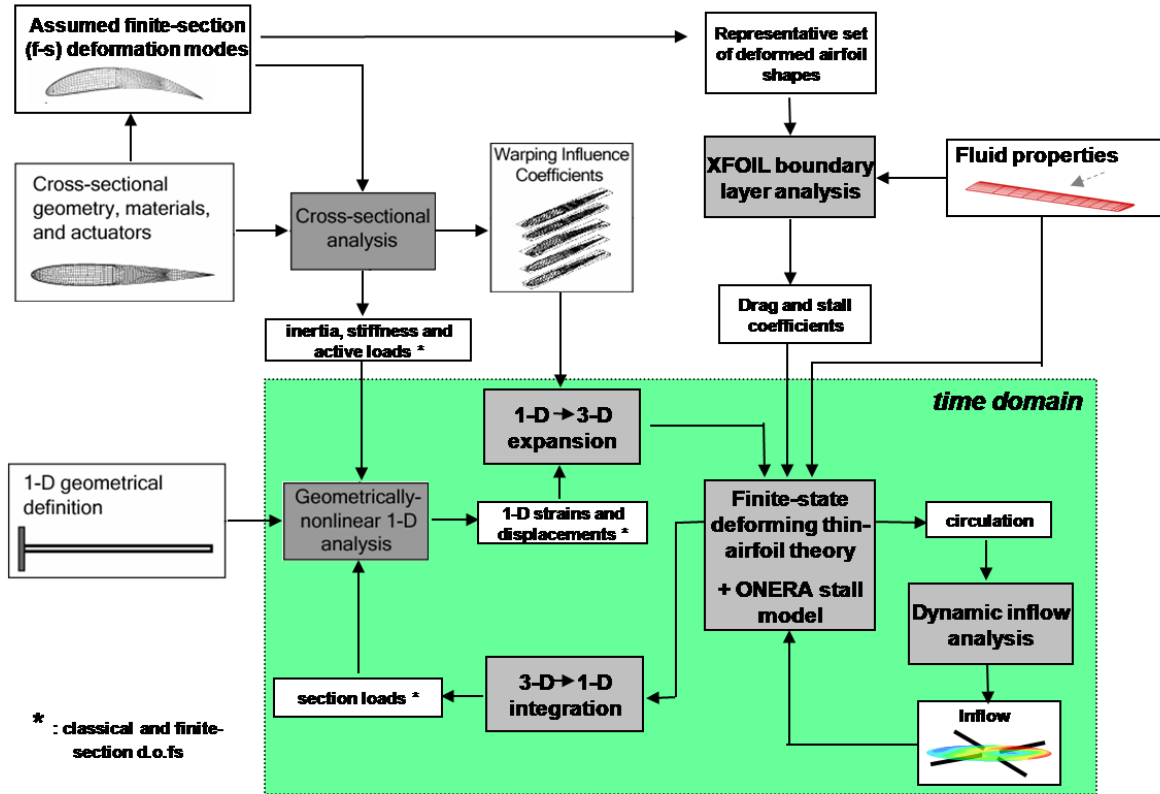 Assumed finite-section
(f-s) deformation modes
Representative set
of deformed airfoil
shapes
Cross-sectional
geometry, materials,
and actuators
Cross-sectional
analysis
Warping Influence
Coefficients
XFOIL boundary
layer analysis
Fluid properties
inertia, stiffness and
active loads *
Drag and stall
coefficients
time domain
1-D → 3-D
expansion
1-D geometrical
definition
Geometrically-
nonlinear 1-D
analysis
1-D strains and
displacements *
Finite-state
deforming thin-
airfoil theory
+ ONERA stall
model
circulation
Dynamic inflow
analysis
section loads *
3-D → 1-D
integration
Inflow
* : classical and finite-
section d.o.fs